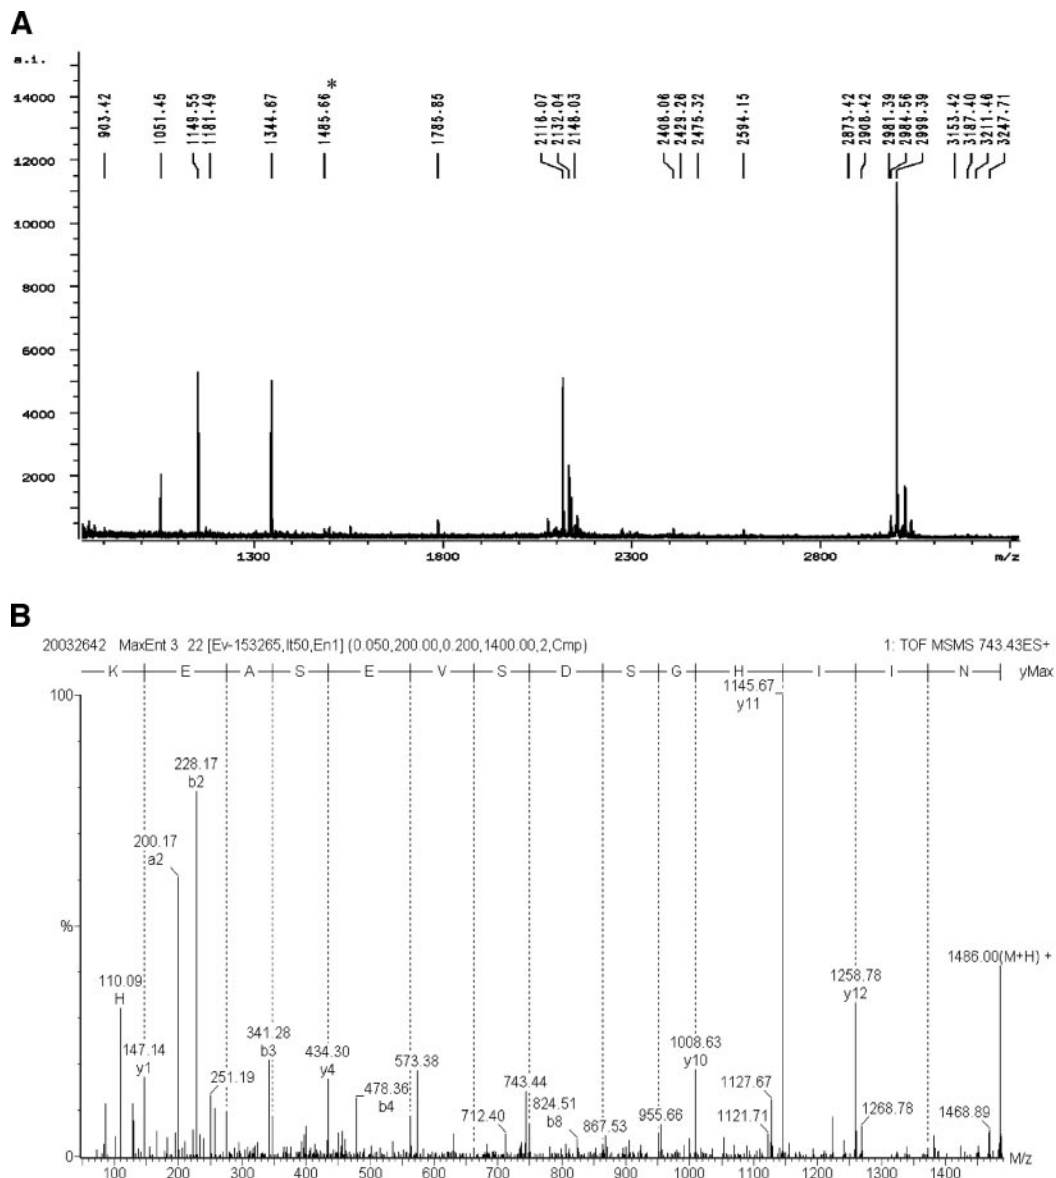 A
a.i.
*
903.42 1051.45 1149.55 1181.49 1344.67 1485.66 1785.85 2116.07 2132.04 2148.03 2408.06 2429.26 2475.32 2594.15 2873.42 2908.42 2981.39 2984.56 2999.39 3153.42 3187.40 3211.46 3247.71
14000
12000
10000
8000
6000
4000
2000
1300 1800 2300 2800 m/z
B
20032642 MaxEnt 3 22 [Ev-153265,It50,En1] (0.050,200.00,0.200,1400.00,2,Cmp) 1: TOF MSMS 743.43ES+
K E A S E V S D S G H I I N yMax
100
1145.67
y11
228.17
b2
200.17
a2
%
1486.00(M+H) +
110.09
H
1258.78
y12
147.14
y1
341.28
b3
434.30
y4
573.38
1008.63
y10
251.19
478.36
b4
743.44
1127.67
712.40
824.51
b8
867.53
955.66
1121.71
1268.78
1468.89
0
100 200 300 400 500 600 700 800 900 1000 1100 1200 1300 1400 M/z